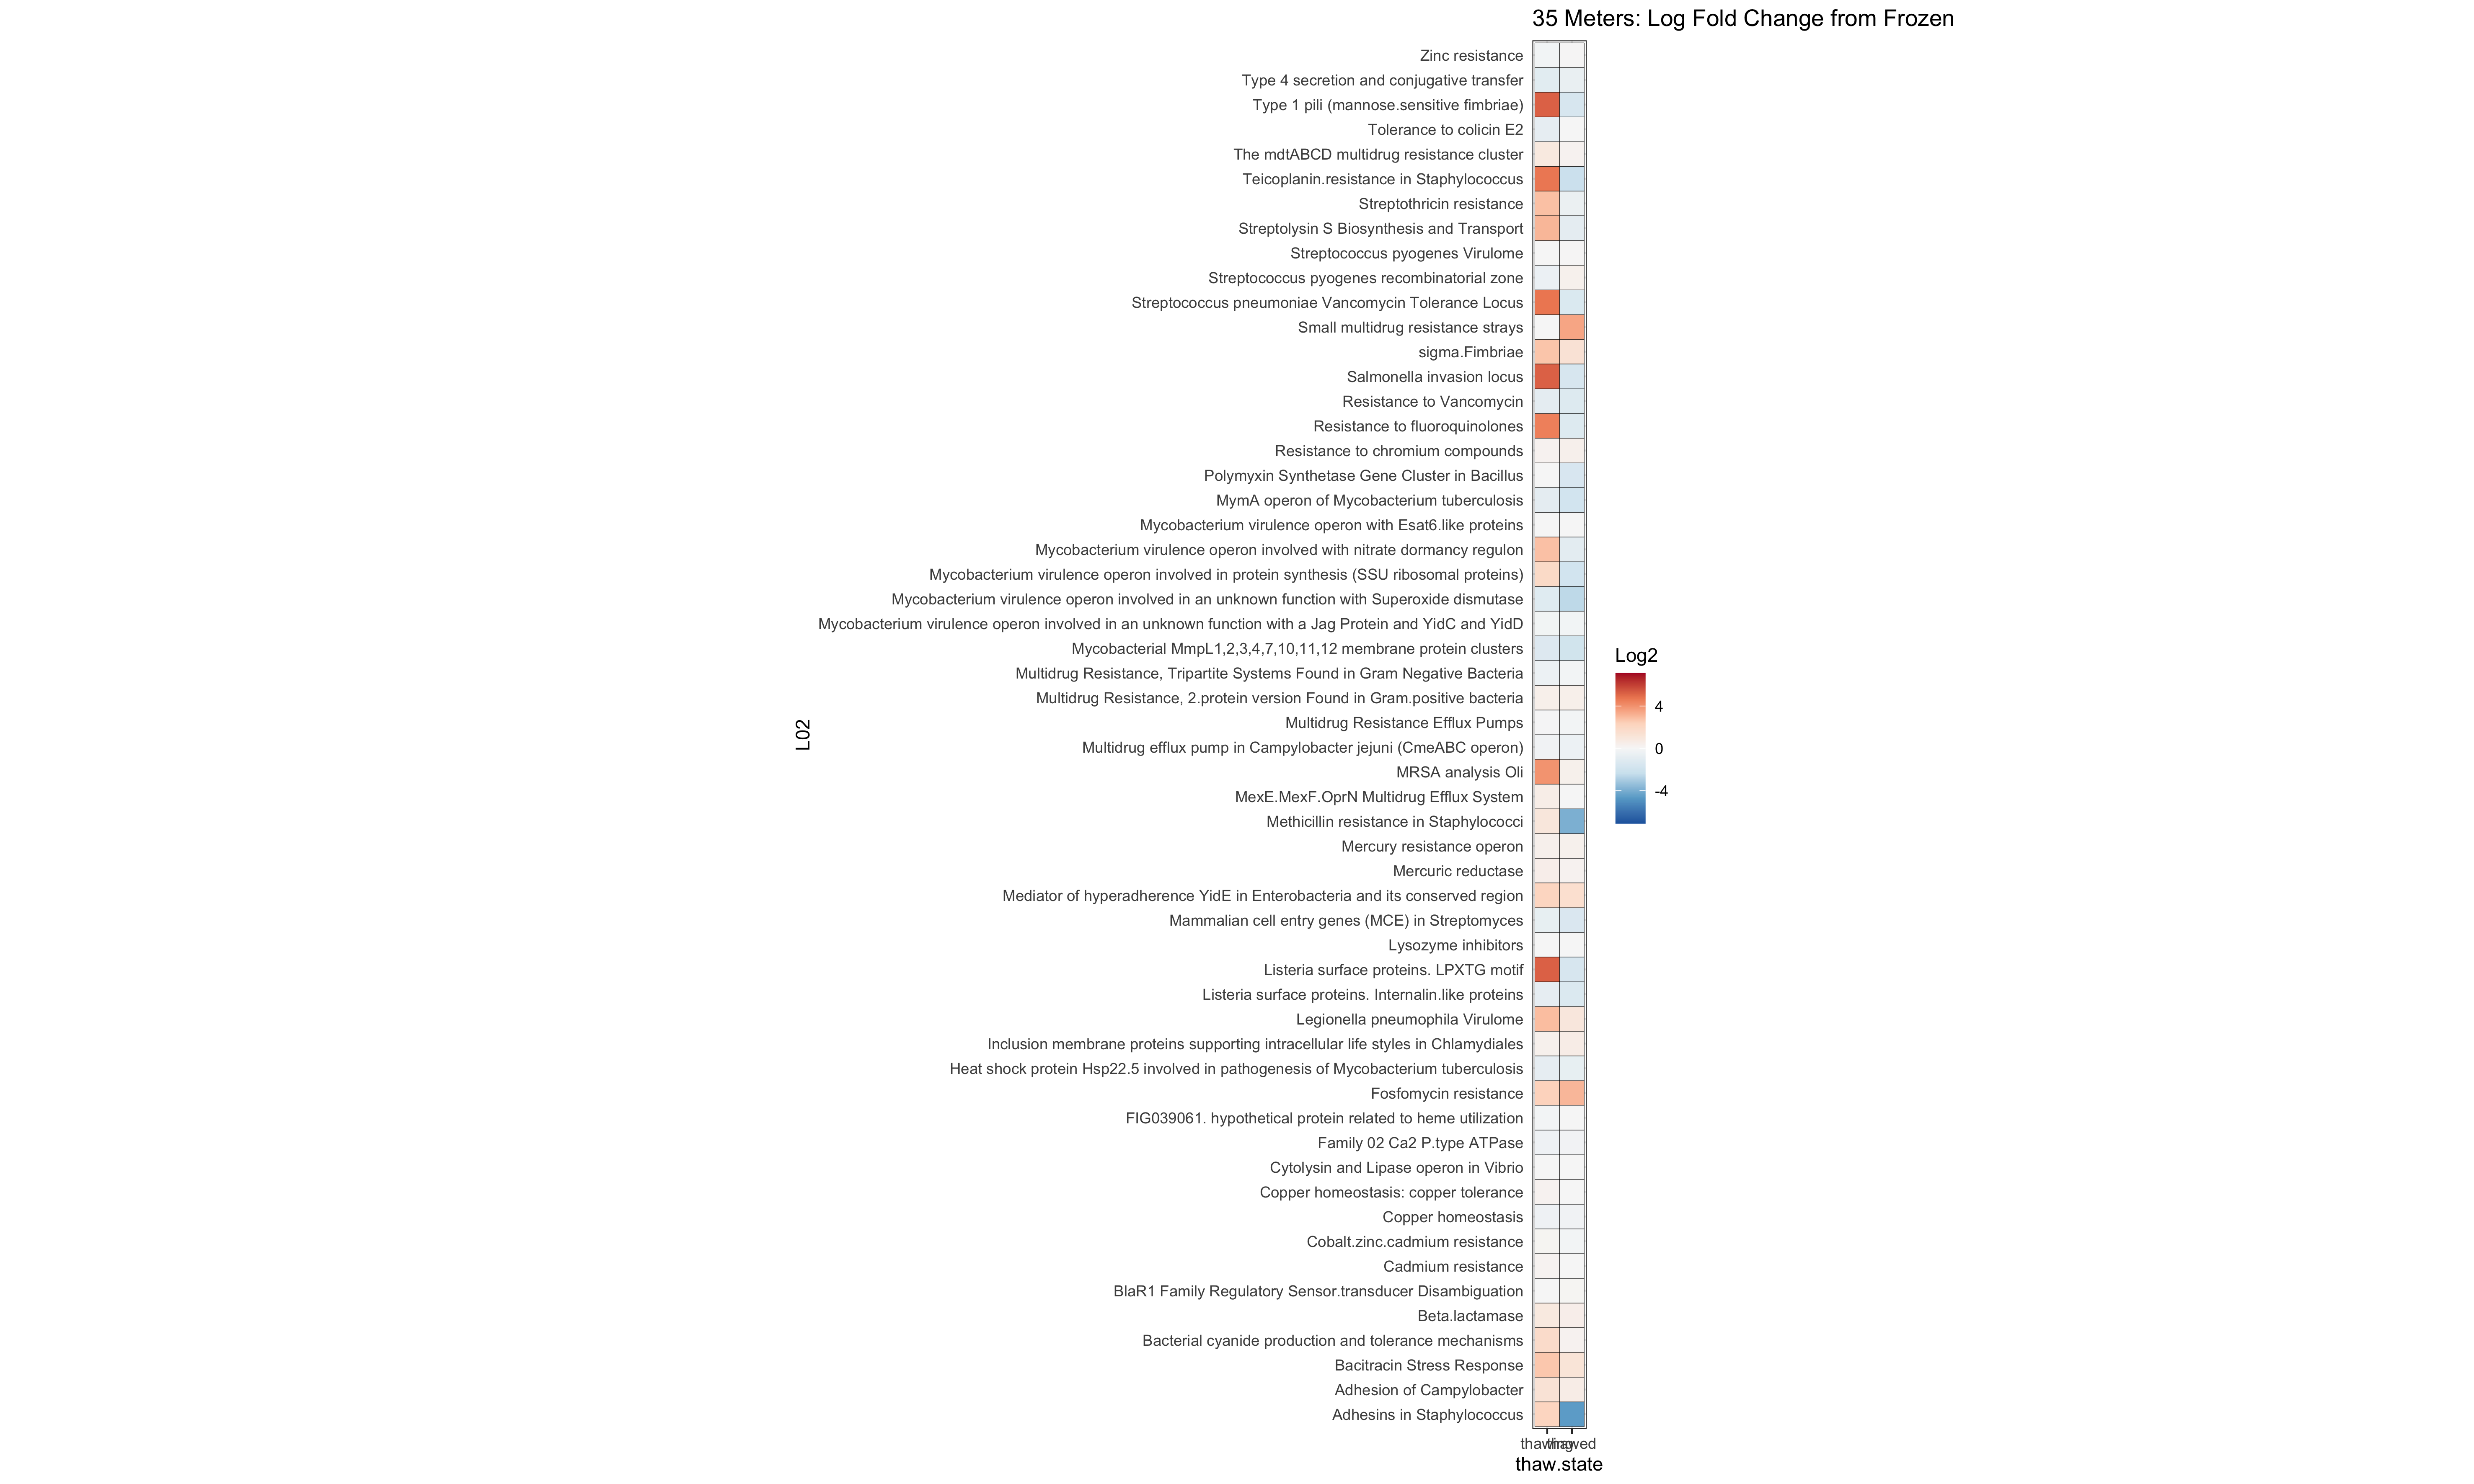 35 Meters: Log Fold Change from Frozen
Zinc resistance
Type 4 secretion and conjugative transfer
Type 1 pili (mannose.sensitive fimbriae)
Tolerance to colicin E2
The mdtABCD multidrug resistance cluster
Teicoplanin.resistance in Staphylococcus
Streptothricin resistance
Streptolysin S Biosynthesis and Transport
Streptococcus pyogenes Virulome
Streptococcus pyogenes recombinatorial zone
Streptococcus pneumoniae Vancomycin Tolerance Locus
Small multidrug resistance strays
sigma.Fimbriae
Salmonella invasion locus
Resistance to Vancomycin
Resistance to fluoroquinolones
Resistance to chromium compounds
Polymyxin Synthetase Gene Cluster in Bacillus
MymA operon of Mycobacterium tuberculosis
Mycobacterium virulence operon with Esat6.like proteins
Mycobacterium virulence operon involved with nitrate dormancy regulon
Mycobacterium virulence operon involved in protein synthesis (SSU ribosomal proteins)
Mycobacterium virulence operon involved in an unknown function with Superoxide dismutase
Mycobacterium virulence operon involved in an unknown function with a Jag Protein and YidC and YidD
Mycobacterial MmpL1,2,3,4,7,10,11,12 membrane protein clusters
Multidrug Resistance, Tripartite Systems Found in Gram Negative Bacteria
Multidrug Resistance, 2.protein version Found in Gram.positive bacteria
Multidrug Resistance Efflux Pumps
Multidrug efflux pump in Campylobacter jejuni (CmeABC operon)
MRSA analysis Oli
MexE.MexF.OprN Multidrug Efflux System
Methicillin resistance in Staphylococci
Mercury resistance operon
Mercuric reductase
Mediator of hyperadherence YidE in Enterobacteria and its conserved region
Mammalian cell entry genes (MCE) in Streptomyces
Lysozyme inhibitors
Listeria surface proteins. LPXTG motif
Listeria surface proteins. Internalin.like proteins
Legionella pneumophila Virulome
Inclusion membrane proteins supporting intracellular life styles in Chlamydiales
Heat shock protein Hsp22.5 involved in pathogenesis of Mycobacterium tuberculosis
Fosfomycin resistance
FIG039061. hypothetical protein related to heme utilization
Family 02 Ca2 P.type ATPase
Cytolysin and Lipase operon in Vibrio
Copper homeostasis: copper tolerance
Copper homeostasis
Cobalt.zinc.cadmium resistance
Cadmium resistance
BlaR1 Family Regulatory Sensor.transducer Disambiguation
Beta.lactamase
Bacterial cyanide production and tolerance mechanisms
Bacitracin Stress Response
Adhesion of Campylobacter
Adhesins in Staphylococcus
L02
thawing thawed
thaw.state
Log2
4
0
-4